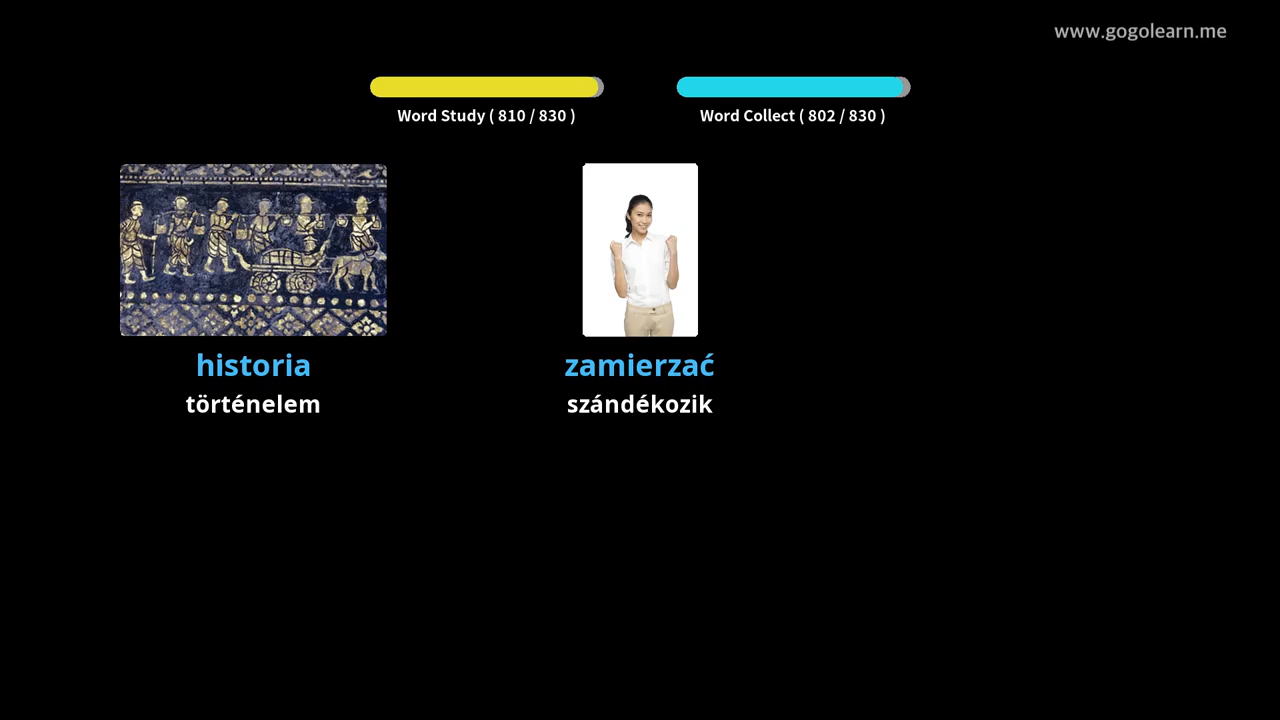 www.gogolearn.me
Word Study ( 810 / 830 )
Word Collect ( 802 / 830 )
historia
történelem
zamierzać
szándékozik